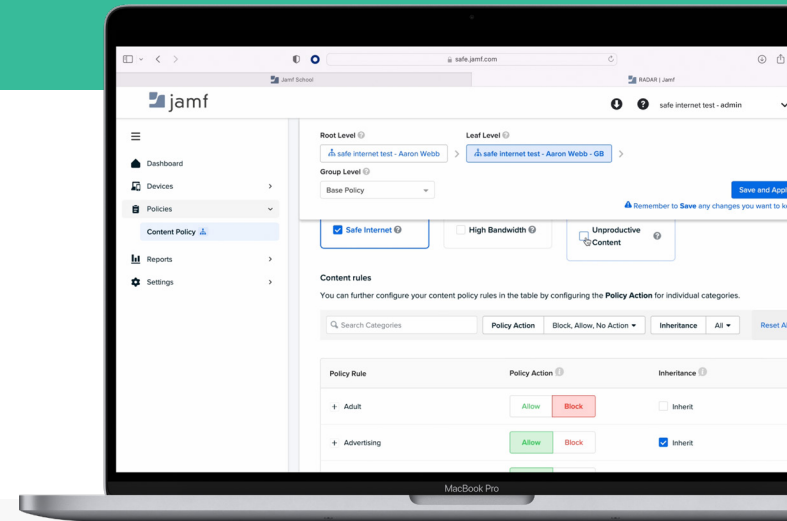 safe.jamf.com
Jamf School
RADAR | Jamf
jamf
safe internet test - admin
Root Level
Leaf Level
safe internet test - Aaron Webb
safe internet test - Aaron Webb - GB
Group Level
Base Policy
Save and Appl
Remember to Save any changes you want to k
Dashboard
Devices
Policies
Content Policy
Reports
Settings
Safe Internet
High Bandwidth
Unproductive
Content
Content rules
You can further configure your content policy rules in the table by configuring the Policy Action for individual categories.
Search Categories
Policy Action
Block, Allow, No Action
Inheritance
All
Reset A
Policy Rule
Policy Action
Inheritance
+ Adult
Allow
Block
Inherit
+ Advertising
Allow
Block
Inherit
MacBook Pro